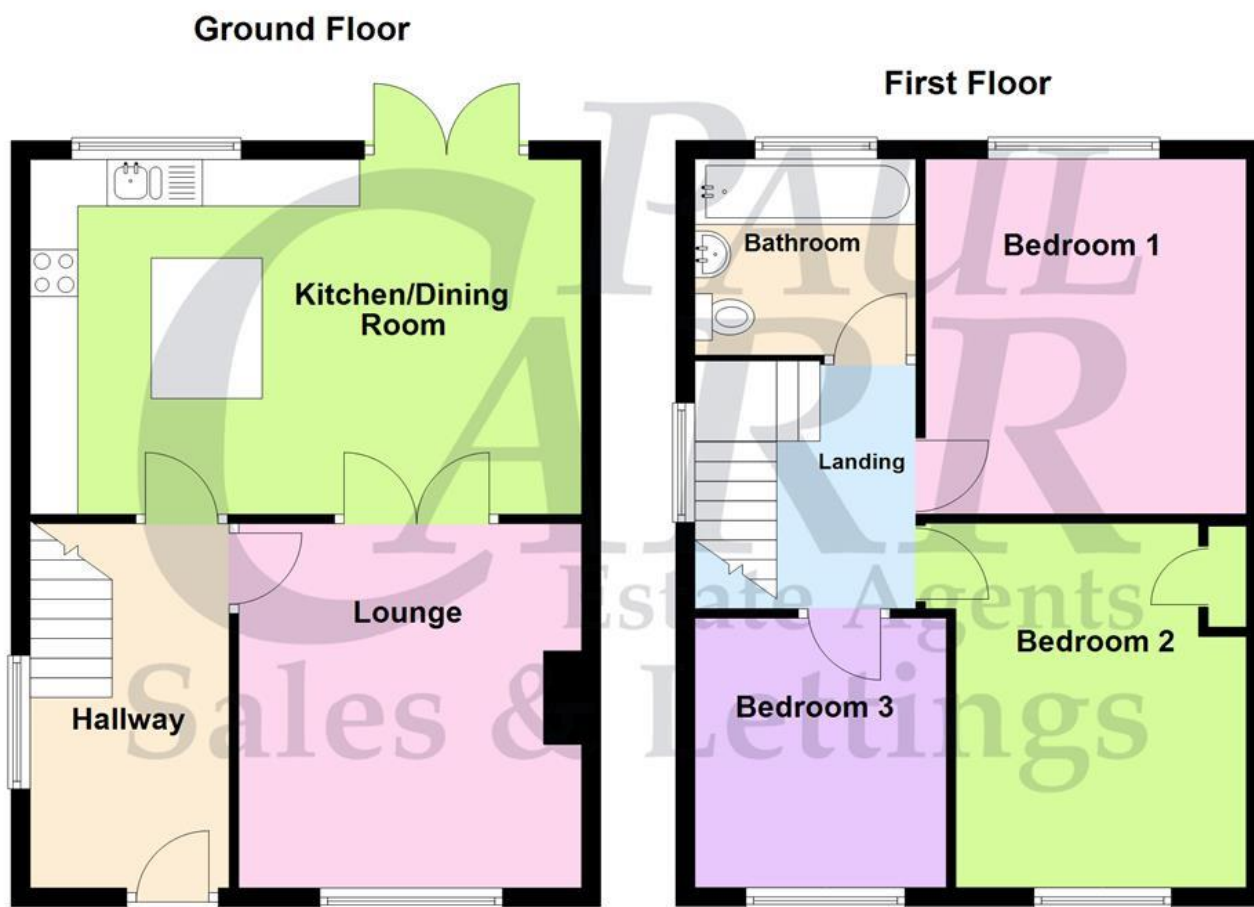 Ground Floor
First Floor
Kitchen/Dining
Room
Lounge
Hallway
Bathroom
Bedroom 1
Landing
Bedroom 2
Bedroom 3
PAUL
CARR
Estate Agents
Sales & Lettings